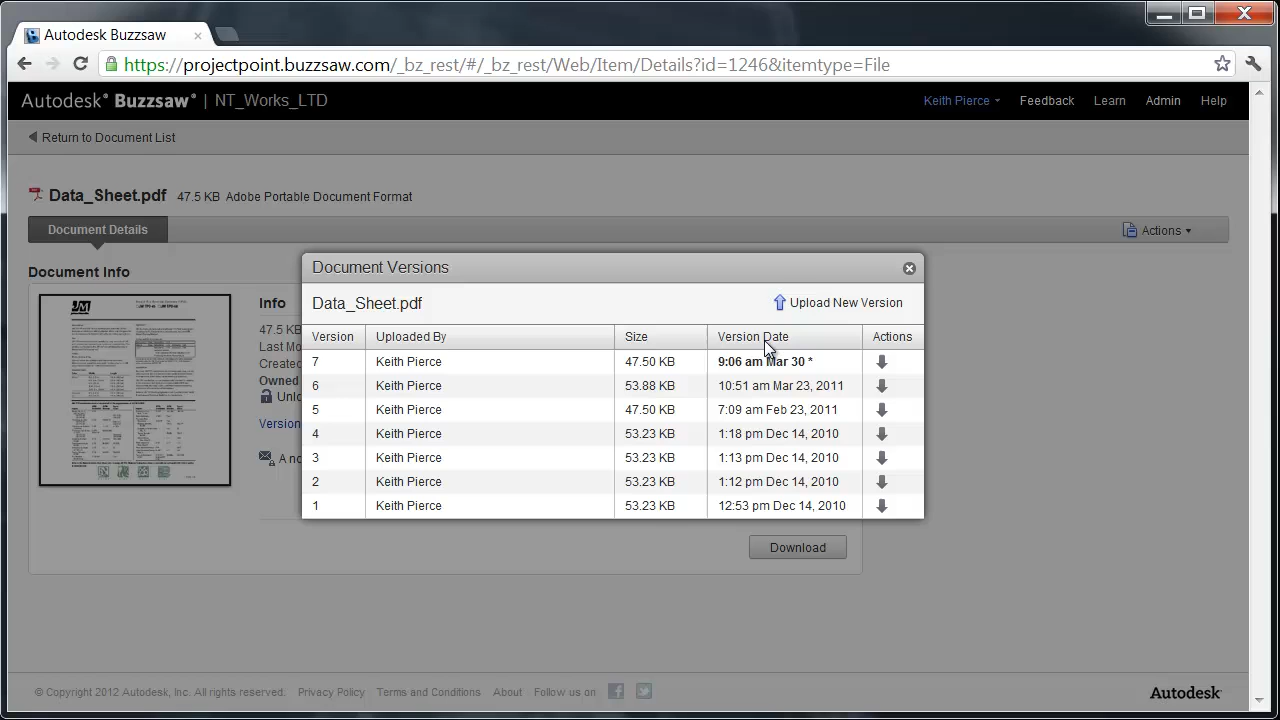 Autodesk Buzzsaw
https://projectpoint.buzzsaw.com/_bz_rest/#/_bz_rest/Web/Item/Details?id=1246&itemtype=File
Autodesk® Buzzsaw® | NT_Works_LTD
Keith Pierce Feedback Learn Admin Help
Return to Document List
Data_Sheet.pdf 47.5 KB Adobe Portable Document Format
Document Details
Actions
Document Info
Info
47.5 KB
Last Mo
Created
Owned
Unlo
Version
A no
Document Versions
Data_Sheet.pdf
Upload New Version
Version Uploaded By Size Version Date Actions
7 Keith Pierce 47.50 KB 9:06 am Mar 30 *
6 Keith Pierce 53.88 KB 10:51 am Mar 23, 2011
5 Keith Pierce 47.50 KB 7:09 am Feb 23, 2011
4 Keith Pierce 53.23 KB 1:18 pm Dec 14, 2010
3 Keith Pierce 53.23 KB 1:13 pm Dec 14, 2010
2 Keith Pierce 53.23 KB 1:12 pm Dec 14, 2010
1 Keith Pierce 53.23 KB 12:53 pm Dec 14, 2010
Download
© Copyright 2012 Autodesk, Inc. All rights reserved. Privacy Policy Terms and Conditions About Follow us on
Autodesk